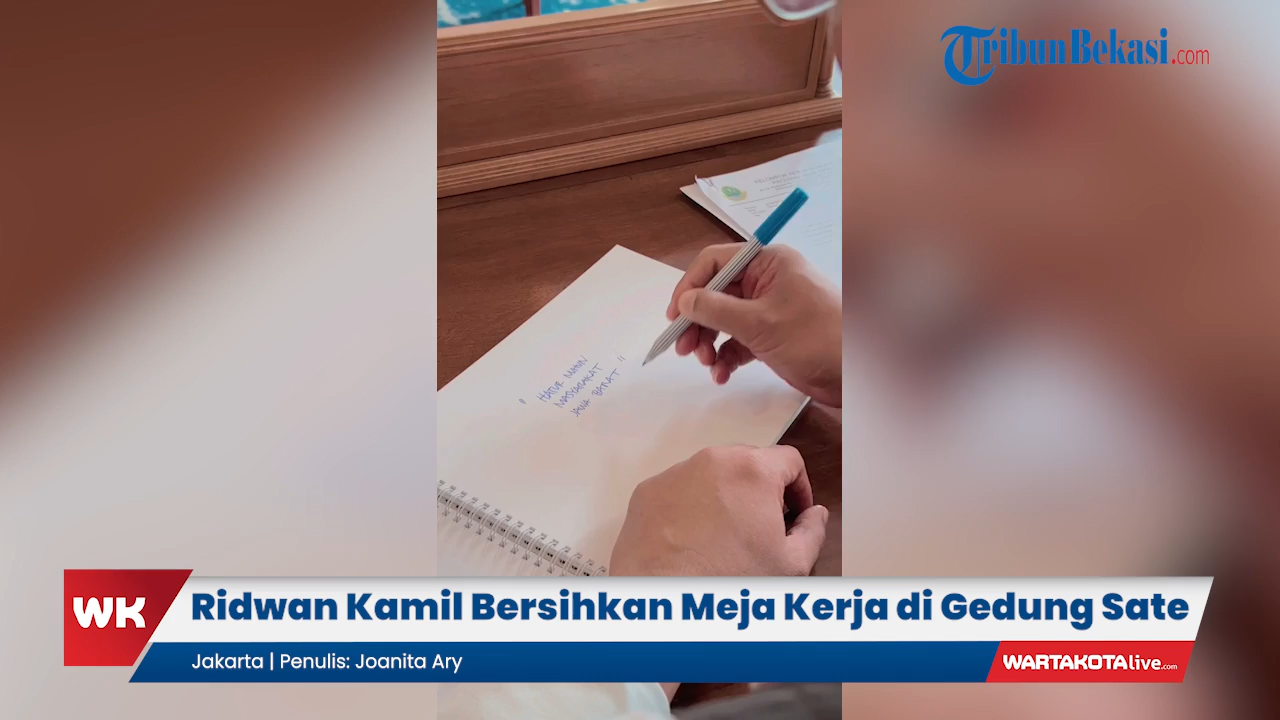 TribunBekasi.com
" HATUR NUHUN
MASYARAKAT
JAWA BARAT "
WK
Ridwan Kamil Bersihkan Meja Kerja di Gedung Sate
Jakarta | Penulis: Joanita Ary
WARTAKOTAlive.com